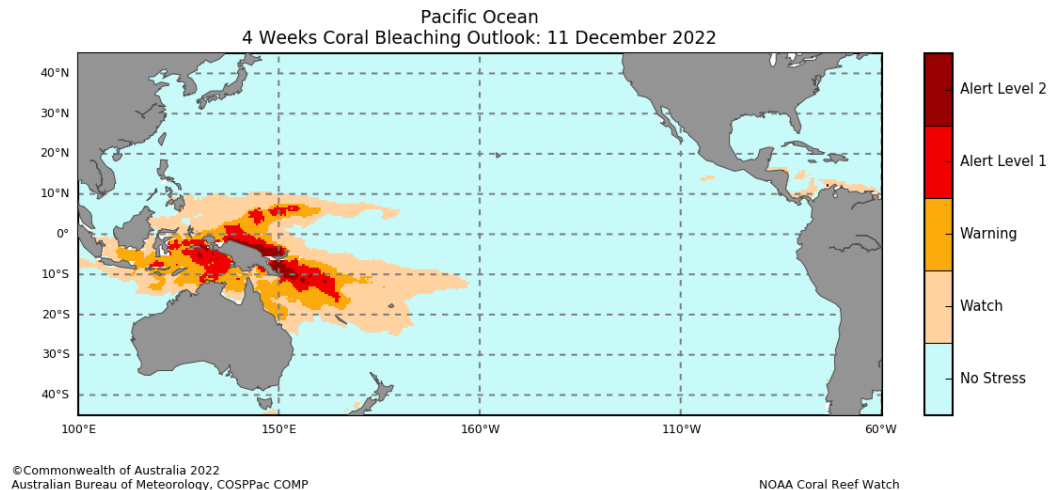 Pacific Ocean
4 Weeks Coral Bleaching Outlook: 11 December 2022
40°N
30°N
20°N
10°N
0°
10°S
20°S
30°S
40°S
100°E
150°E
160°W
110°W
60°W
Alert Level 2
Alert Level 1
Warning
Watch
No Stress
©Commonwealth of Australia 2022
Australian Bureau of Meteorology, COSPPac COMP
NOAA Coral Reef Watch